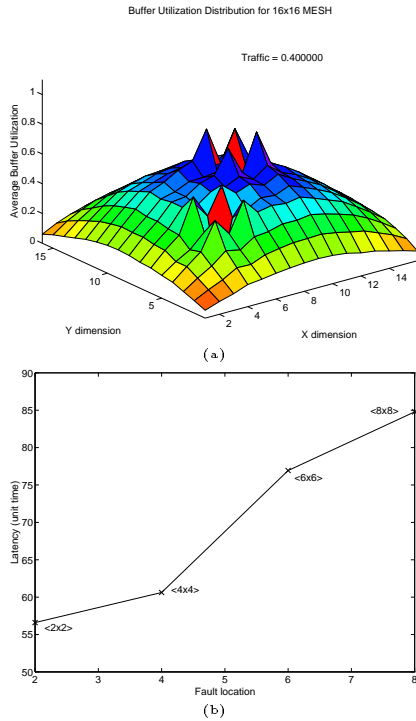 Buffer Utilization Distribution for 16x16 MESH
Traffic = 0.400000
Average Buffer Utilization
1
0.8
0.6
0.4
0.2
0
15
10
5
Y dimension
2
4
6
8
10
12
14
X dimension
(a)
90
85
80
75
70
65
60
55
50
Latency (unit time)
<8x8>
<6x6>
<4x4>
<2x2>
2
3
4
5
6
7
8
Fault location
(b)